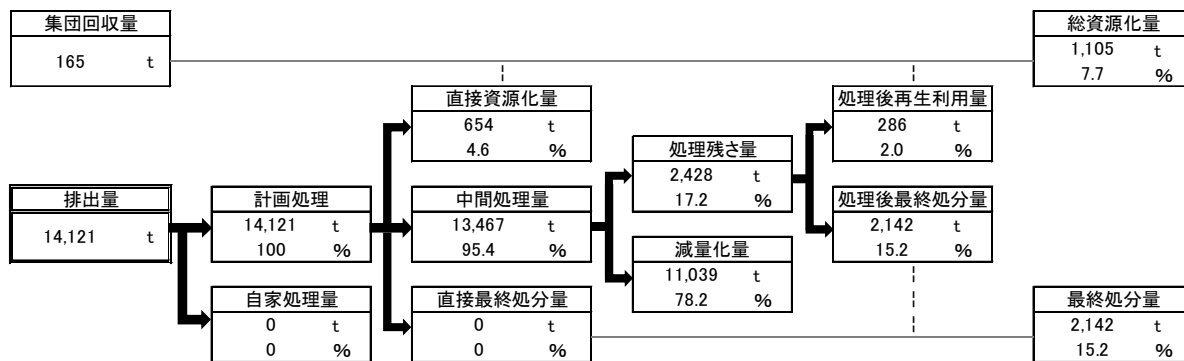 集団回収量
165 t
総資源化量
1,105 t
7.7 %
直接資源化量
654 t
4.6 %
処理後再生利用量
286 t
2.0 %
処理残さ量
2,428 t
17.2 %
排出量
14,121 t
計画処理
14,121 t
100 %
中間処理量
13,467 t
95.4 %
処理後最終処分量
2,142 t
15.2 %
減量化量
11,039 t
78.2 %
自家処理量
0 t
0 %
直接最終処分量
0 t
0 %
最終処分量
2,142 t
15.2 %